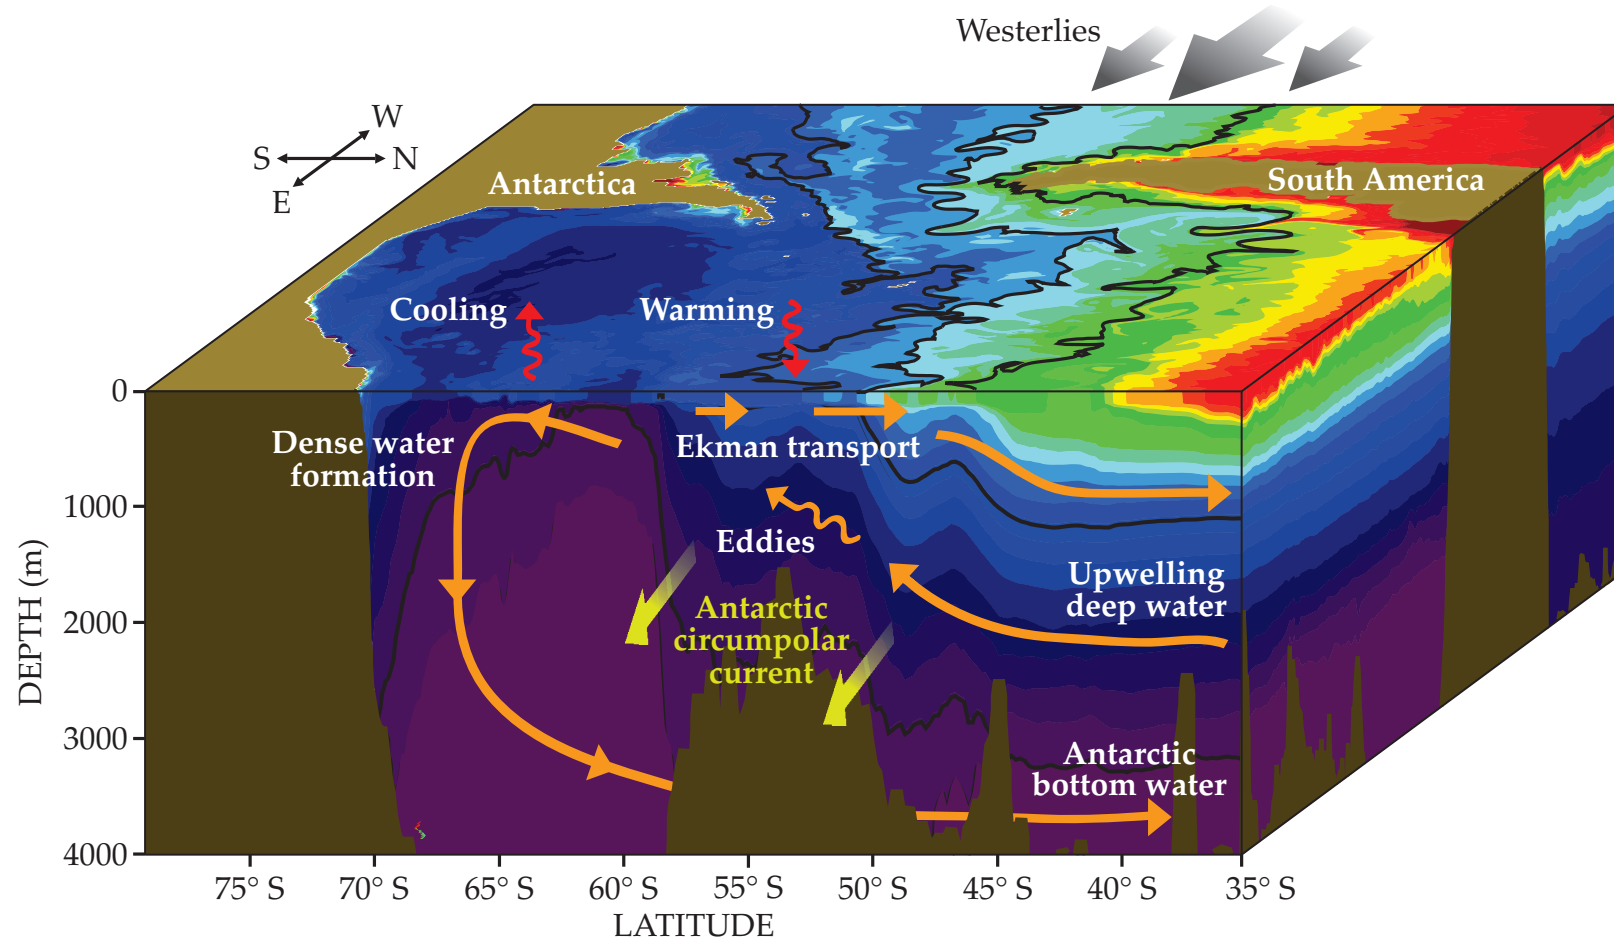 Westerlies
W
S
N
E
Antarctica
South America
Cooling
Warming
0
Dense water
formation
Ekman transport
1000
Eddies
Upwelling
deep water
2000
Antarctic
circumpolar
current
3000
Antarctic
bottom water
4000
DEPTH (m)
75° S
70° S
65° S
60° S
55° S
50° S
45° S
40° S
35° S
LATITUDE